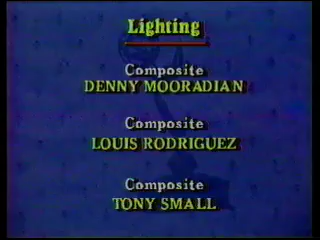 Lighting
Composite
DENNY MOORADIAN
Composite
LOUIS RODRIGUEZ
Composite
TONY SMALL